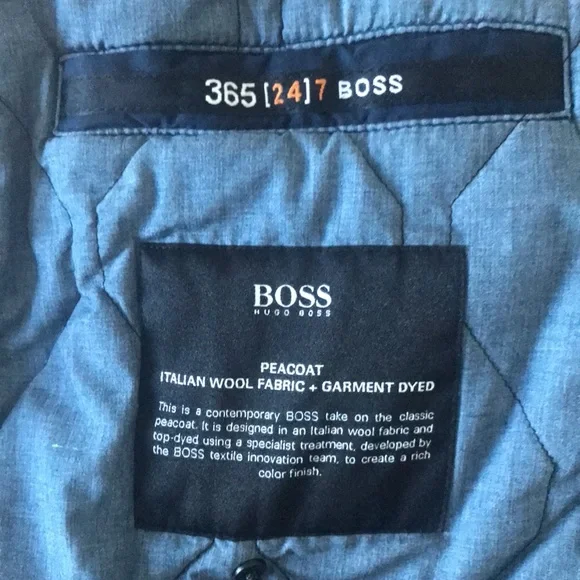 365 [24]7 BOSS
BOSS
HUGO BOSS
PEACOAT
ITALIAN WOOL FABRIC + GARMENT DYED
This is a contemporary BOSS take on the classic
peacoat. It is designed in an Italian wool fabric and
top-dyed using a specialist treatment, developed by
the BOSS textile innovation team, to create a rich
color finish.